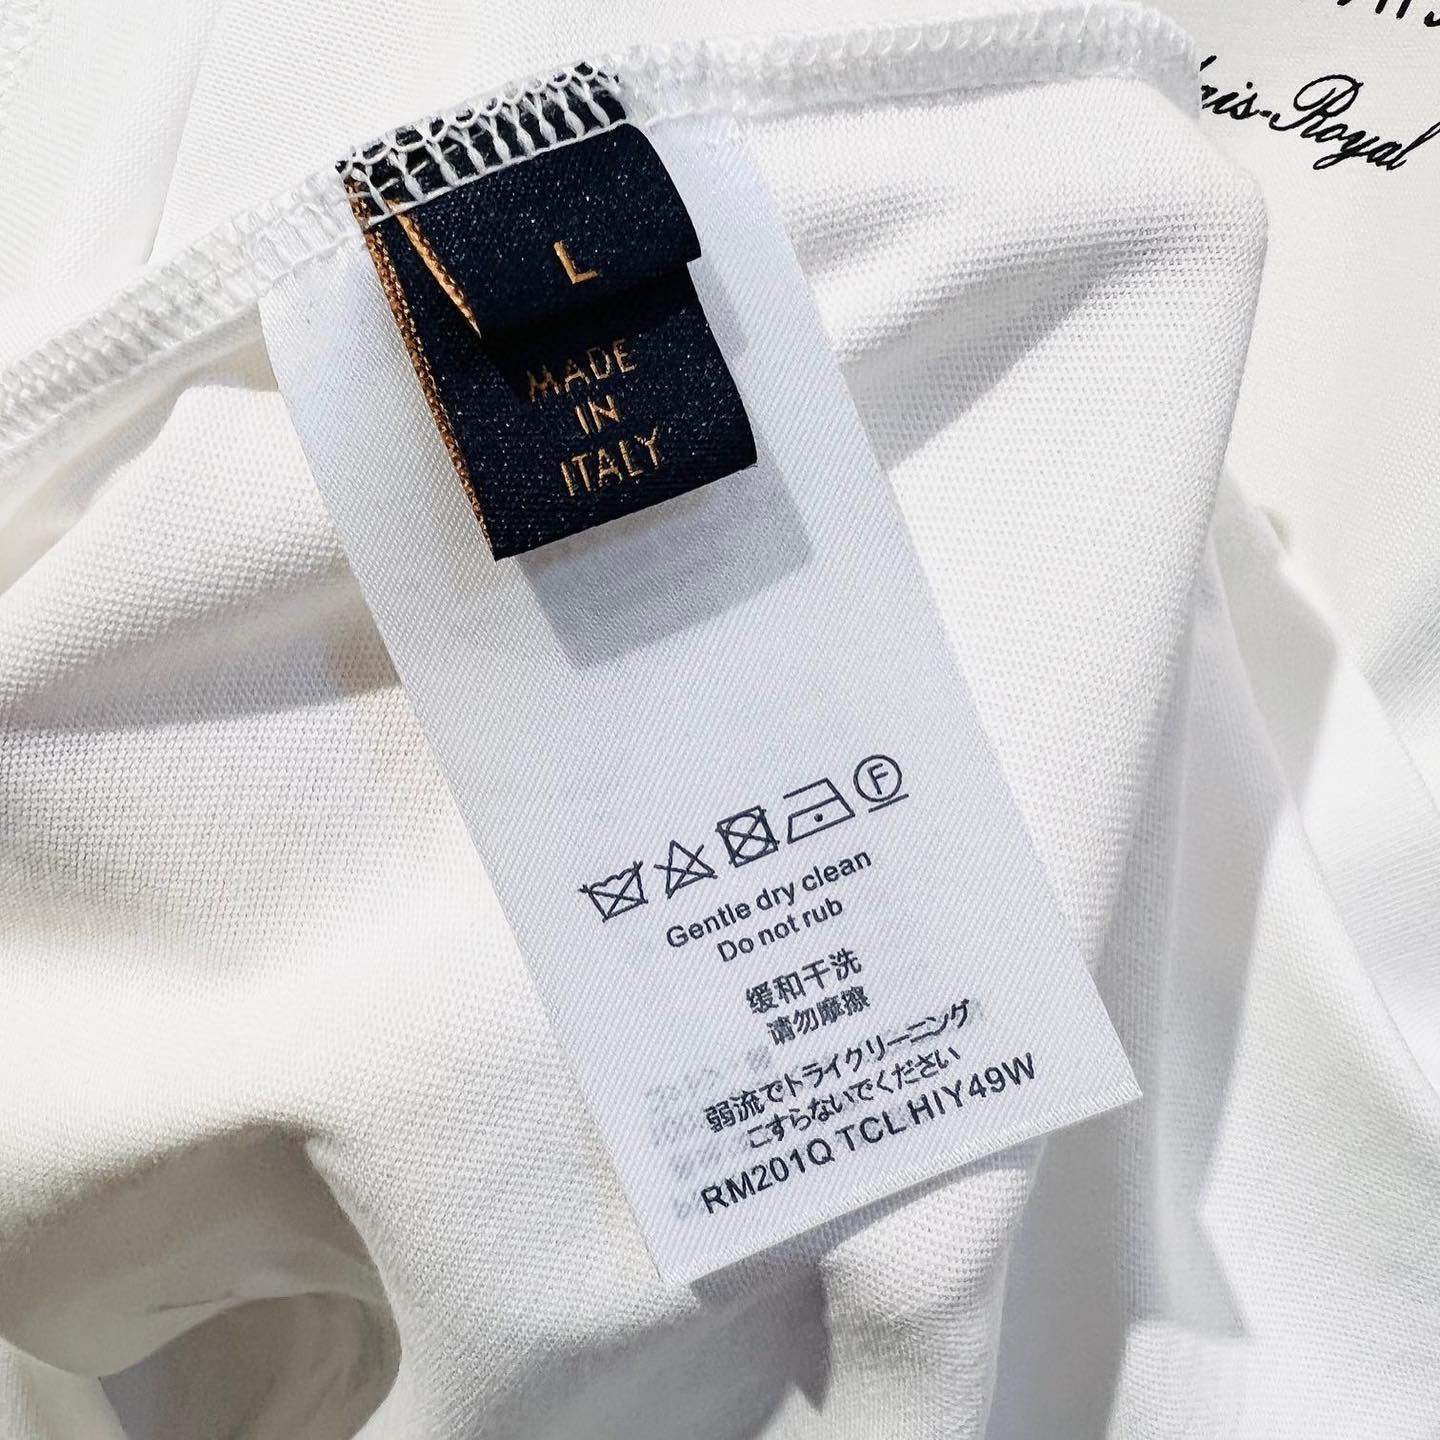 is-Royal
L
MADE
IN
ITALY
F
Gentle dry clean
Do not rub
缓和干洗
请勿摩擦
弱流でドライクリーニング
こすらないでください
RM201Q TCL HIY49W